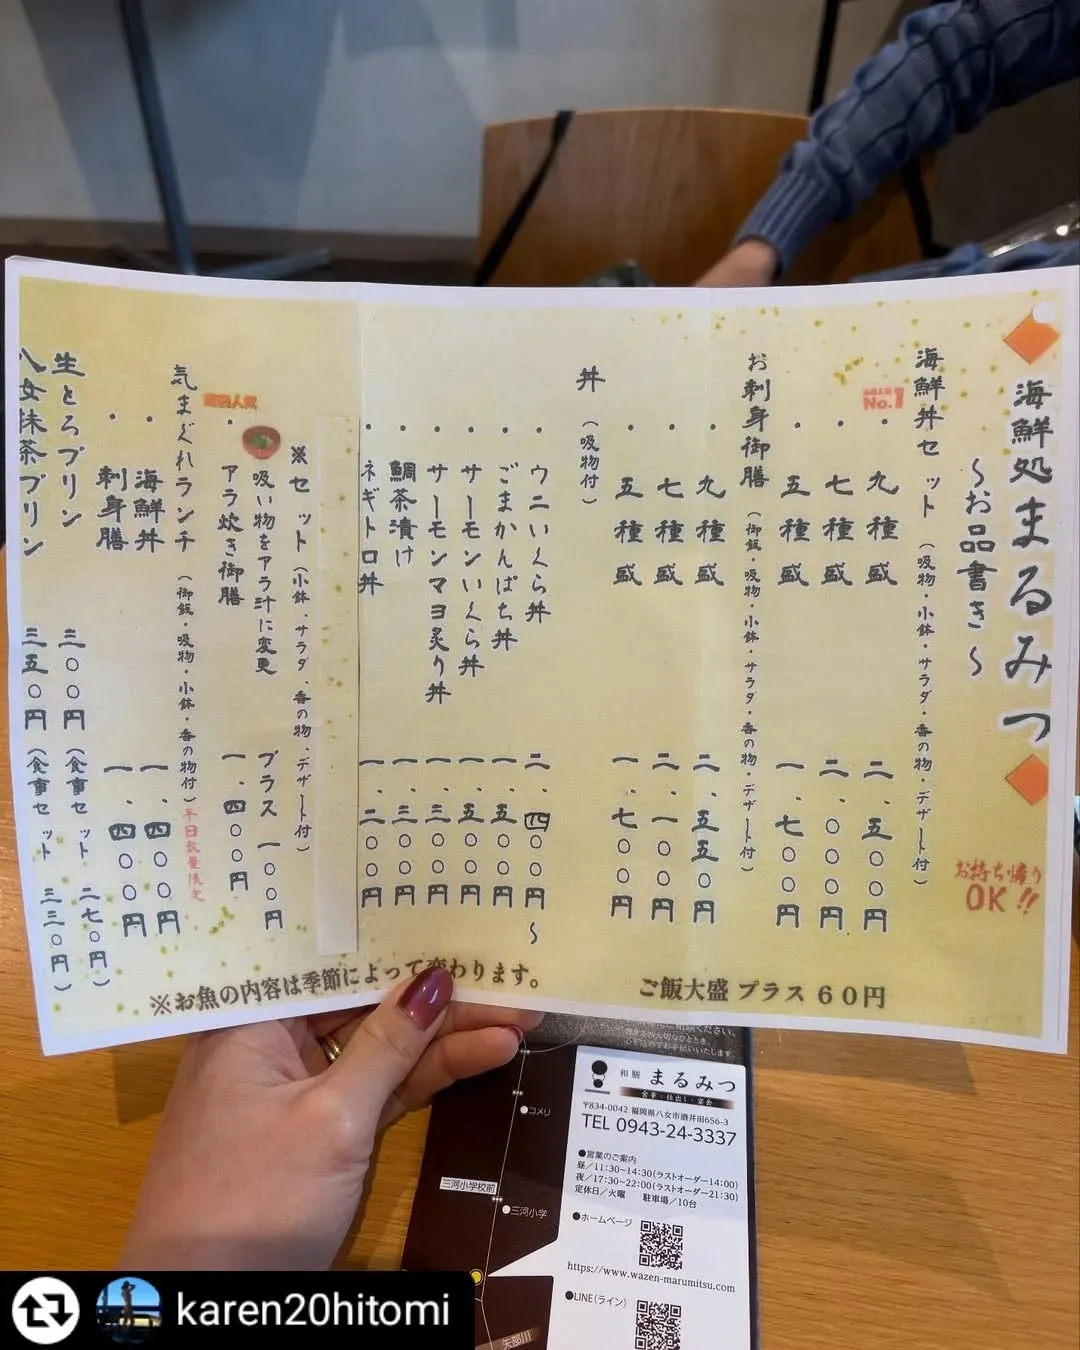 海鮮処まるみつ
～お品書き～
お持ち帰り
OK!!
海鮮丼セット（吸物・小鉢・サラダ・香の物・デザート付）
No.1
・九種盛 二、五〇〇円
・七種盛 二、〇〇〇円
・五種盛 一、七〇〇円
お刺身御膳（御飯・吸物・小鉢・サラダ・香の物・デザート付）
・九種盛 二、五五〇円
・七種盛 二、一〇〇円
・五種盛 一、七〇〇円
丼（吸物付）
・ウニいくら丼 二、四〇〇円～
・ごまかんぱち丼 一、五〇〇円
・サーモンいくら丼 一、五〇〇円
・サーモンマヨ炙り丼 一、三〇〇円
・鯛茶漬け 一、三〇〇円
・ネギトロ丼 一、二〇〇円
※セット（小鉢、サラダ、香の物、デザート付）
吸い物をアラ汁に変更 プラス一〇〇円
・アラ炊き御膳 一、四〇〇円
気まぐれランチ（御飯・吸物・小鉢・香の物付）平日数量限定
・海鮮丼 一、四〇〇円
・刺身膳 一、四〇〇円
生とろプリン 三〇〇円（食事セット 二七〇円）
八女抹茶プリン 三五〇円（食事セット 三三〇円）
※お魚の内容は季節によって変わります。
ご飯大盛 プラス６０円
和膳 まるみつ
食事・仕出し・宴会
〒834-0042 福岡県八女市酒井田656-3
TEL 0943-24-3337
●営業のご案内
昼/11:30～14:30(ラストオーダー14:00)
夜/17:30～22:00(ラストオーダー21:30)
定休日/火曜 駐車場/10台
●ホームページ
https://www.wazen-marumitsu.com
●LINE(ライン)
コメリ
三河小学校前
三河小学
矢部川
karen20hitomi